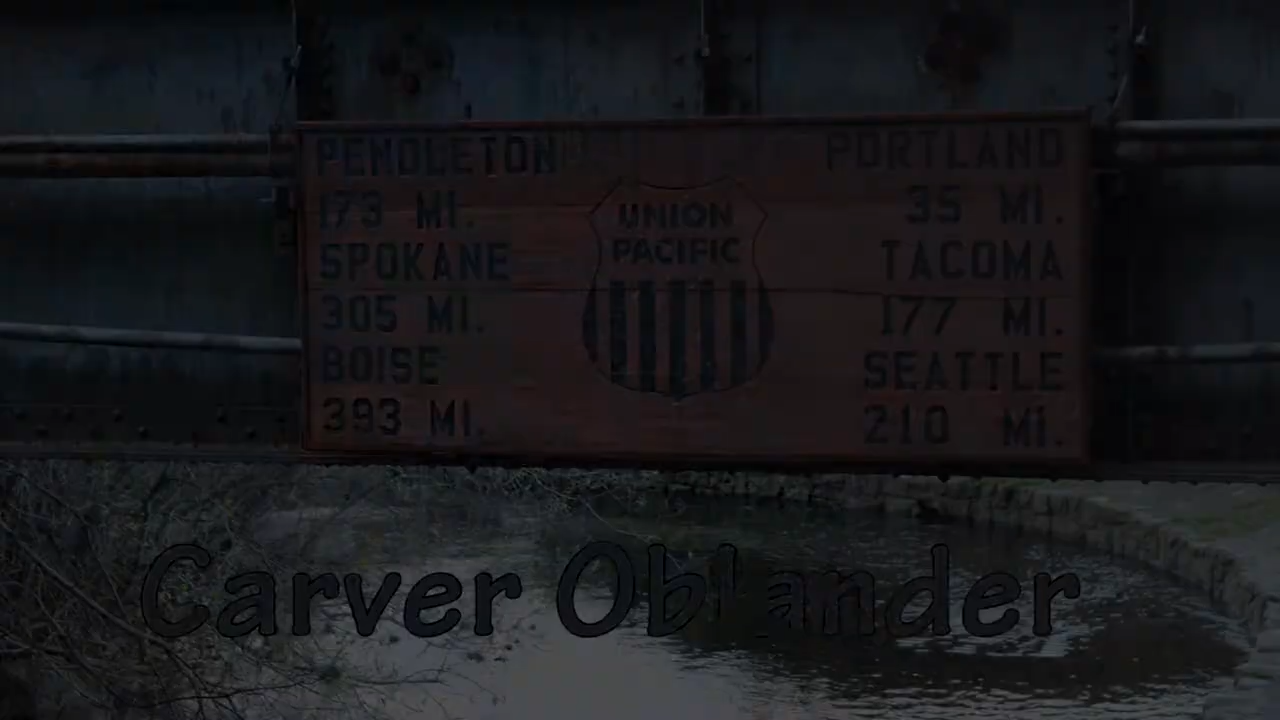 PENDLETON
173 MI.
SPOKANE
305 MI.
BOISE
393 MI.
UNION
PACIFIC
PORTLAND
35 MI.
TACOMA
177 MI.
SEATTLE
210 MI.
Carver Oblander